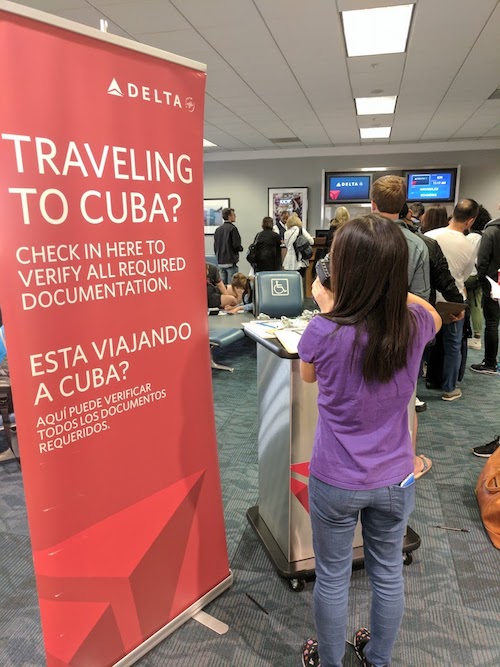 DELTA
TRAVELING
TO CUBA?
CHECK IN HERE TO
VERIFY ALL REQUIRED
DOCUMENTATION.
ESTA VIAJANDO
A CUBA?
AQUÍ PUEDE VERIFICAR
TODOS LOS DOCUMENTOS
REQUERIDOS.
DELTA